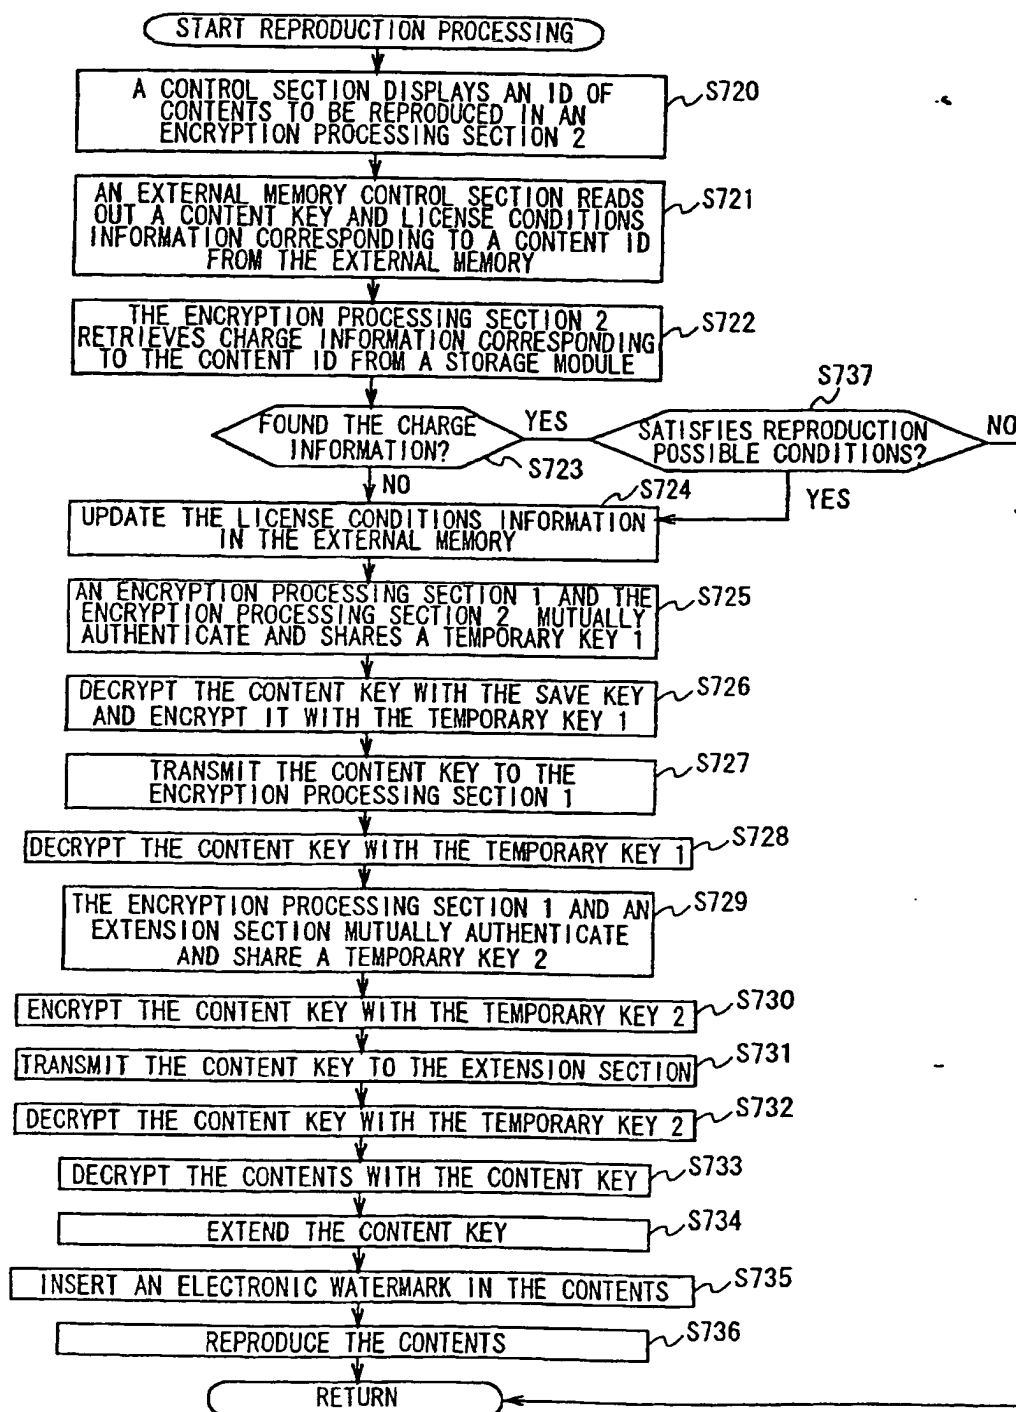 START REPRODUCTION PROCESSING
A CONTROL SECTION DISPLAYS AN ID OF
CONTENTS TO BE REPRODUCED IN AN
ENCRYPTION PROCESSING SECTION 2
S720
AN EXTERNAL MEMORY CONTROL SECTION READS
OUT A CONTENT KEY AND LICENSE CONDITIONS
INFORMATION CORRESPONDING TO A CONTENT ID
FROM THE EXTERNAL MEMORY
S721
THE ENCRYPTION PROCESSING SECTION 2
RETRIEVES CHARGE INFORMATION CORRESPONDING
TO THE CONTENT ID FROM A STORAGE MODULE
S722
FOUND THE CHARGE
INFORMATION?
S723
YES
NO
S737
SATISFIES REPRODUCTION
POSSIBLE CONDITIONS?
NO
YES
S724
UPDATE THE LICENSE CONDITIONS INFORMATION
IN THE EXTERNAL MEMORY
AN ENCRYPTION PROCESSING SECTION 1 AND THE
ENCRYPTION PROCESSING SECTION 2 MUTUALLY
AUTHENTICATE AND SHARES A TEMPORARY KEY 1
S725
DECRYPT THE CONTENT KEY WITH THE SAVE KEY
AND ENCRYPT IT WITH THE TEMPORARY KEY 1
S726
TRANSMIT THE CONTENT KEY TO THE
ENCRYPTION PROCESSING SECTION 1
S727
DECRYPT THE CONTENT KEY WITH THE TEMPORARY KEY 1
S728
THE ENCRYPTION PROCESSING SECTION 1 AND AN
EXTENSION SECTION MUTUALLY AUTHENTICATE
AND SHARE A TEMPORARY KEY 2
S729
ENCRYPT THE CONTENT KEY WITH THE TEMPORARY KEY 2
S730
TRANSMIT THE CONTENT KEY TO THE EXTENSION SECTION
S731
DECRYPT THE CONTENT KEY WITH THE TEMPORARY KEY 2
S732
DECRYPT THE CONTENTS WITH THE CONTENT KEY
S733
EXTEND THE CONTENT KEY
S734
INSERT AN ELECTRONIC WATERMARK IN THE CONTENTS
S735
REPRODUCE THE CONTENTS
S736
RETURN